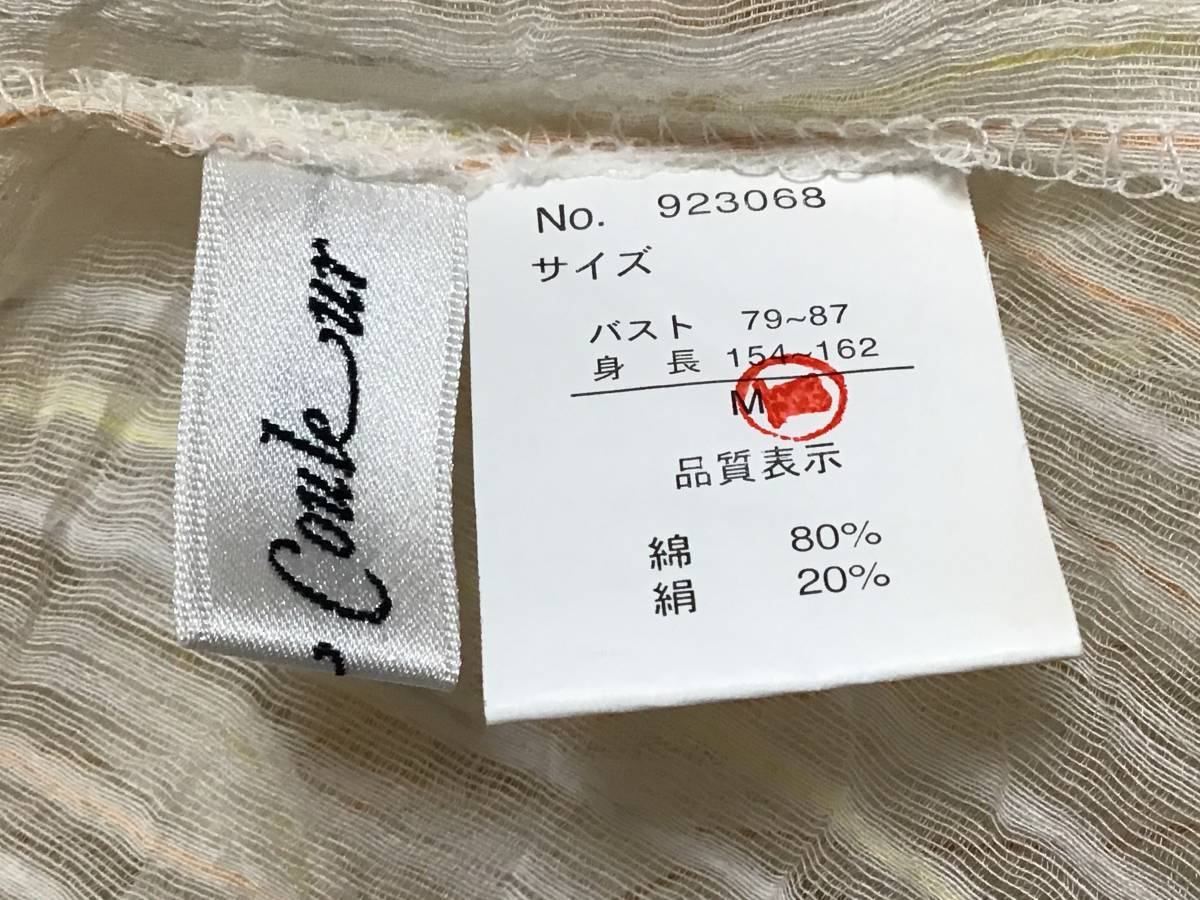 Couleur
No. 923068
サイズ
バスト 79~87
身 長 154~162
M
品質表示
綿 80%
絹 20%